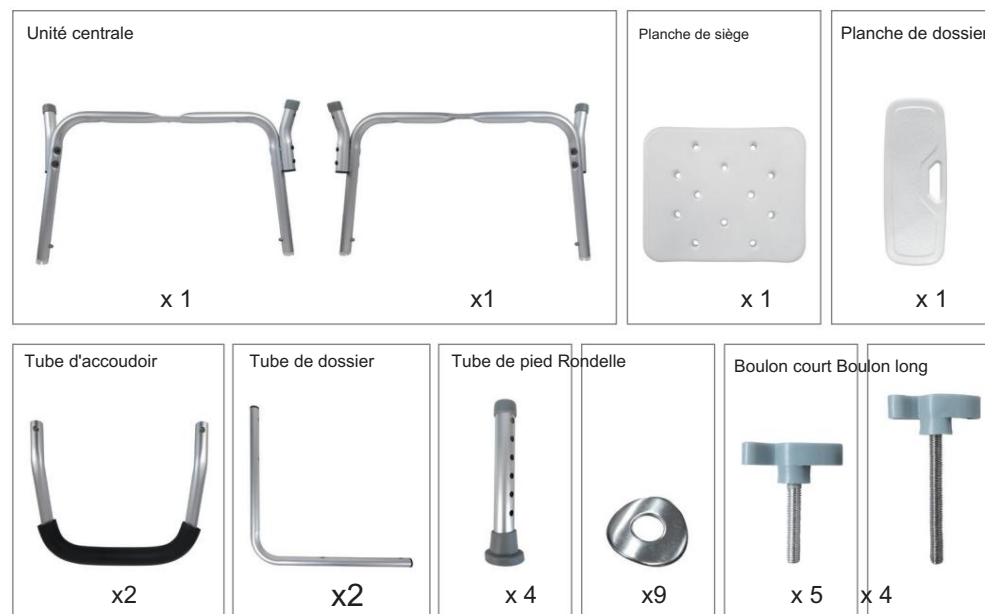 Unité centrale
Planche de siège
Planche de dossier
x 1
x1
x 1
x 1
Tube d'accoudoir
Tube de dossier
Tube de pied Rondelle
Boulon court Boulon long
x2
x2
x 4
x9
x 5
x 4